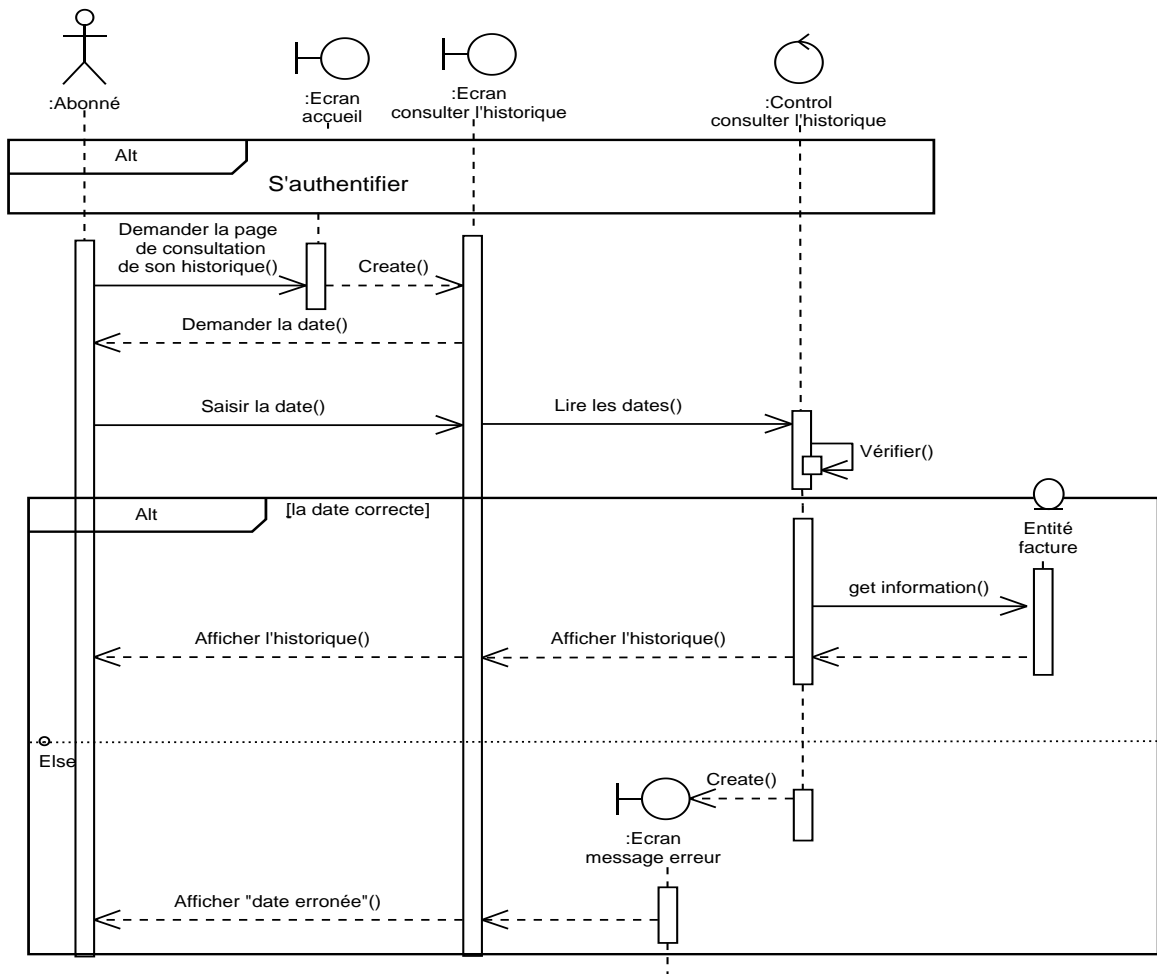 :Abonné
:Ecran
accueil
:Ecran
consulter l'historique
:Control
consulter l'historique
Alt
S'authentifier
Demander la page
de consultation
de son historique()
Create()
Demander la date()
Saisir la date()
Lire les dates()
Vérifier()
Alt
[la date correcte]
Entité
facture
get information()
Afficher l'historique()
Afficher l'historique()
Else
Create()
:Ecran
message erreur
Afficher "date erronée"()